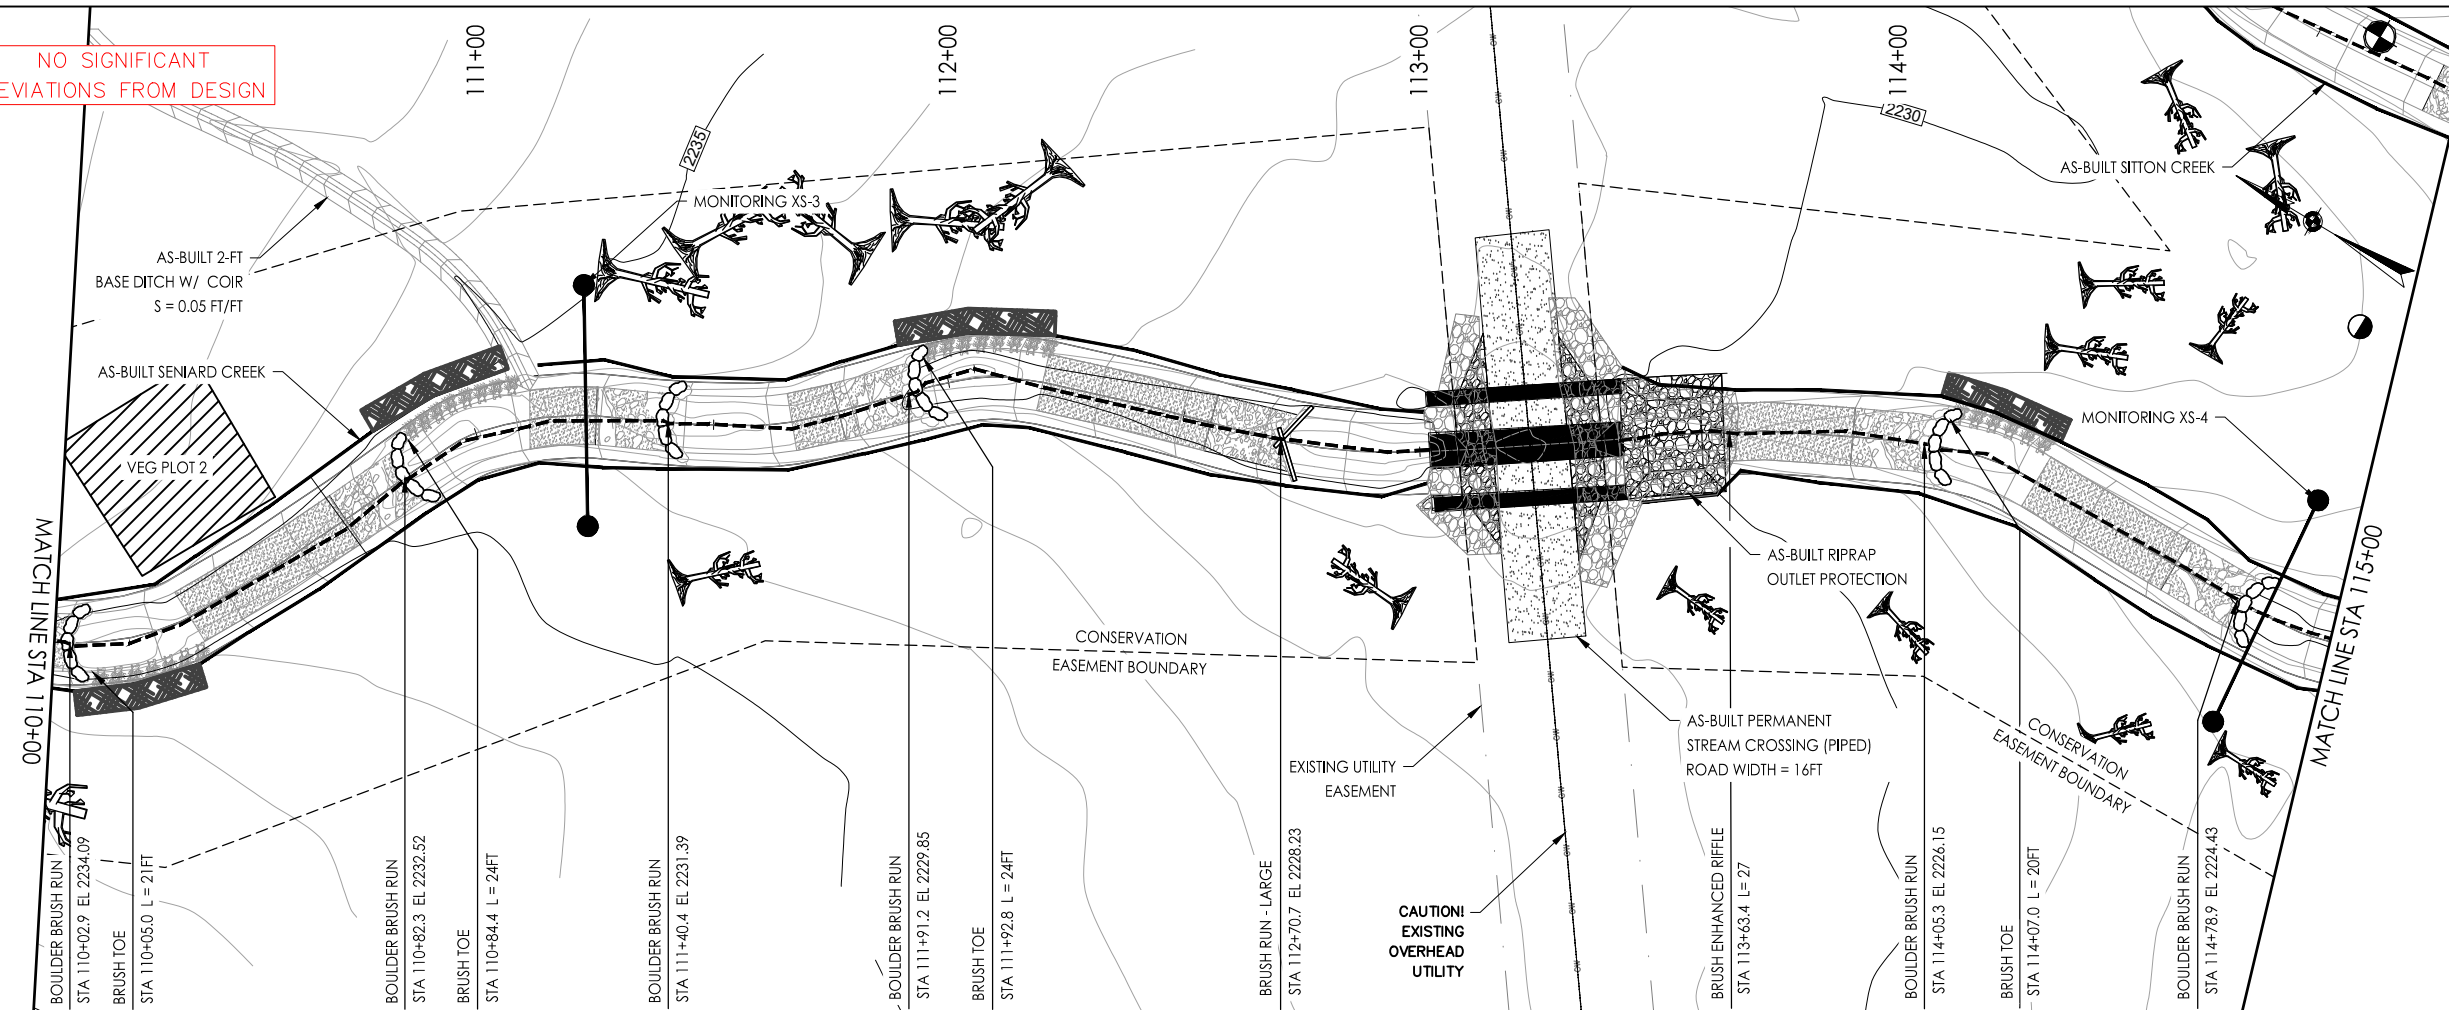 NO SIGNIFICANT
EVIATIONS FROM DESIGN
111+00
112+00
113+00
114+00
2235
2230
MONITORING XS-3
AS-BUILT SITTON CREEK
AS-BUILT 2-FT
BASE DITCH W/ COIR
S = 0.05 FT/FT
AS-BUILT SENIARD CREEK
VEG PLOT 2
MONITORING XS-4
MATCH LINE STA 110+00
MATCH LINE STA 115+00
AS-BUILT RIPRAP
OUTLET PROTECTION
CONSERVATION
EASEMENT BOUNDARY
AS-BUILT PERMANENT
STREAM CROSSING (PIPED)
ROAD WIDTH = 16FT
CONSERVATION
EASEMENT BOUNDARY
EXISTING UTILITY
EASEMENT
CAUTION!
EXISTING
OVERHEAD
UTILITY
BOULDER BRUSH RUN
STA 110+02.9 EL 2234.09
BRUSH TOE
STA 110+05.0 L = 21FT
BOULDER BRUSH RUN
STA 110+82.3 EL 2232.52
BRUSH TOE
STA 110+84.4 L = 24FT
BOULDER BRUSH RUN
STA 111+40.4 EL 2231.39
BOULDER BRUSH RUN
STA 111+91.2 EL 2229.85
BRUSH TOE
STA 111+92.8 L = 24FT
BRUSH RUN - LARGE
STA 112+70.7 EL 2228.23
BRUSH ENHANCED RIFFLE
STA 113+63.4 L= 27
BOULDER BRUSH RUN
STA 114+05.3 EL 2226.15
BRUSH TOE
STA 114+07.0 L = 20FT
BOULDER BRUSH RUN
STA 114+78.9 EL 2224.43